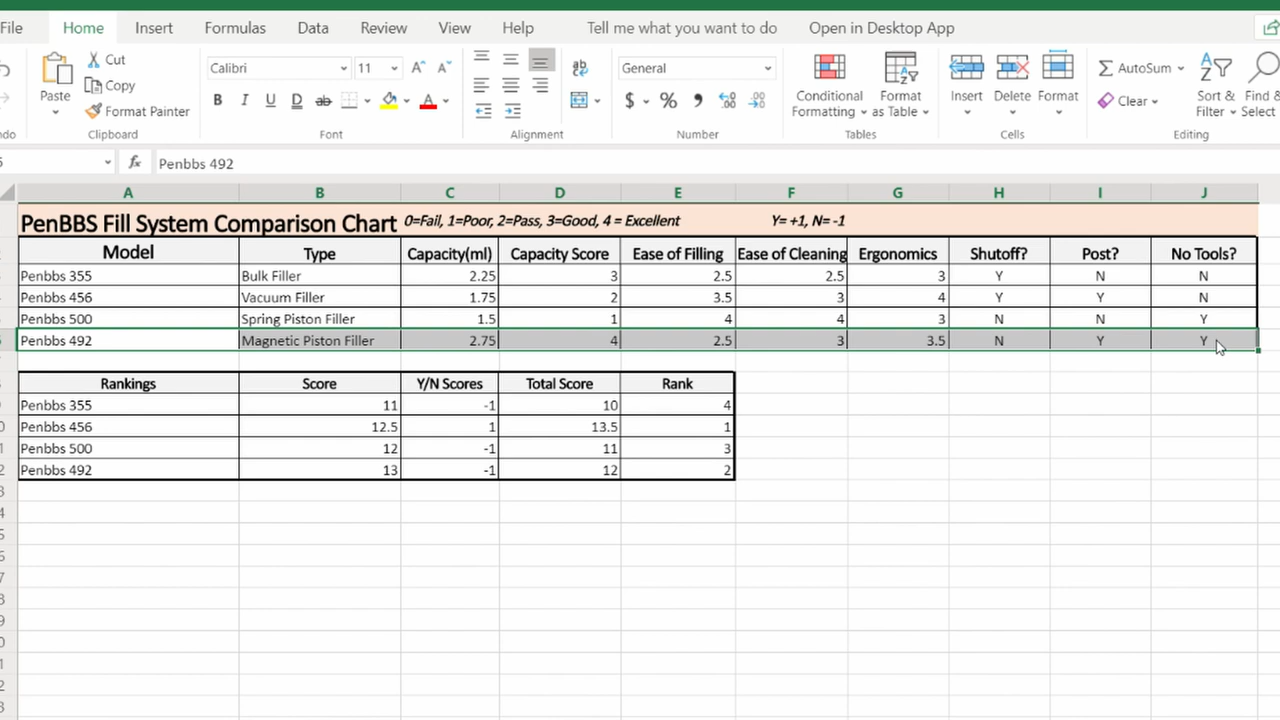 File Home Insert Formulas Data Review View Help Tell me what you want to do Open in Desktop App
Calibri 11 General
Paste Cut Copy Format Painter
B I U D ab A $ % Conditional Formatting Format as Table Insert Delete Format AutoSum Clear Sort & Filter Find & Select
Clipboard Font Alignment Number Tables Cells Editing
fx Penbbs 492
A B C D E F G H I J
PenBBS Fill System Comparison Chart 0=Fail, 1=Poor, 2=Pass, 3=Good, 4 = Excellent Y= +1, N= -1
Model Type Capacity(ml) Capacity Score Ease of Filling Ease of Cleaning Ergonomics Shutoff? Post? No Tools?
Penbbs 355 Bulk Filler 2.25 3 2.5 2.5 3 Y N N
Penbbs 456 Vacuum Filler 1.75 2 3.5 3 4 Y Y N
Penbbs 500 Spring Piston Filler 1.5 1 4 4 3 N N Y
Penbbs 492 Magnetic Piston Filler 2.75 4 2.5 3 3.5 N Y Y
Rankings Score Y/N Scores Total Score Rank
Penbbs 355 11 -1 10 4
Penbbs 456 12.5 1 13.5 1
Penbbs 500 12 -1 11 3
Penbbs 492 13 -1 12 2